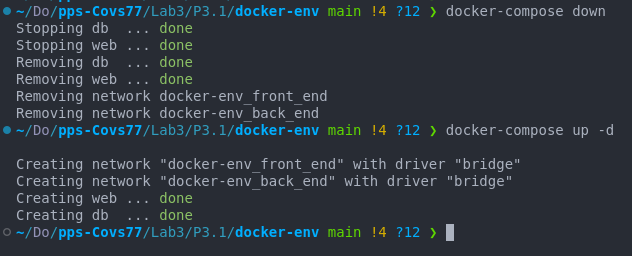 ~/Do/pps-Covs77/Lab3/P3.1/docker-env main !4 ?12 ❯ docker-compose down
Stopping db  ... done
Stopping web ... done
Removing db  ... done
Removing web ... done
Removing network docker-env_front_end
Removing network docker-env_back_end
~/Do/pps-Covs77/Lab3/P3.1/docker-env main !4 ?12 ❯ docker-compose up -d
Creating network "docker-env_front_end" with driver "bridge"
Creating network "docker-env_back_end" with driver "bridge"
Creating web ... done
Creating db  ... done
~/Do/pps-Covs77/Lab3/P3.1/docker-env main !4 ?12 ❯